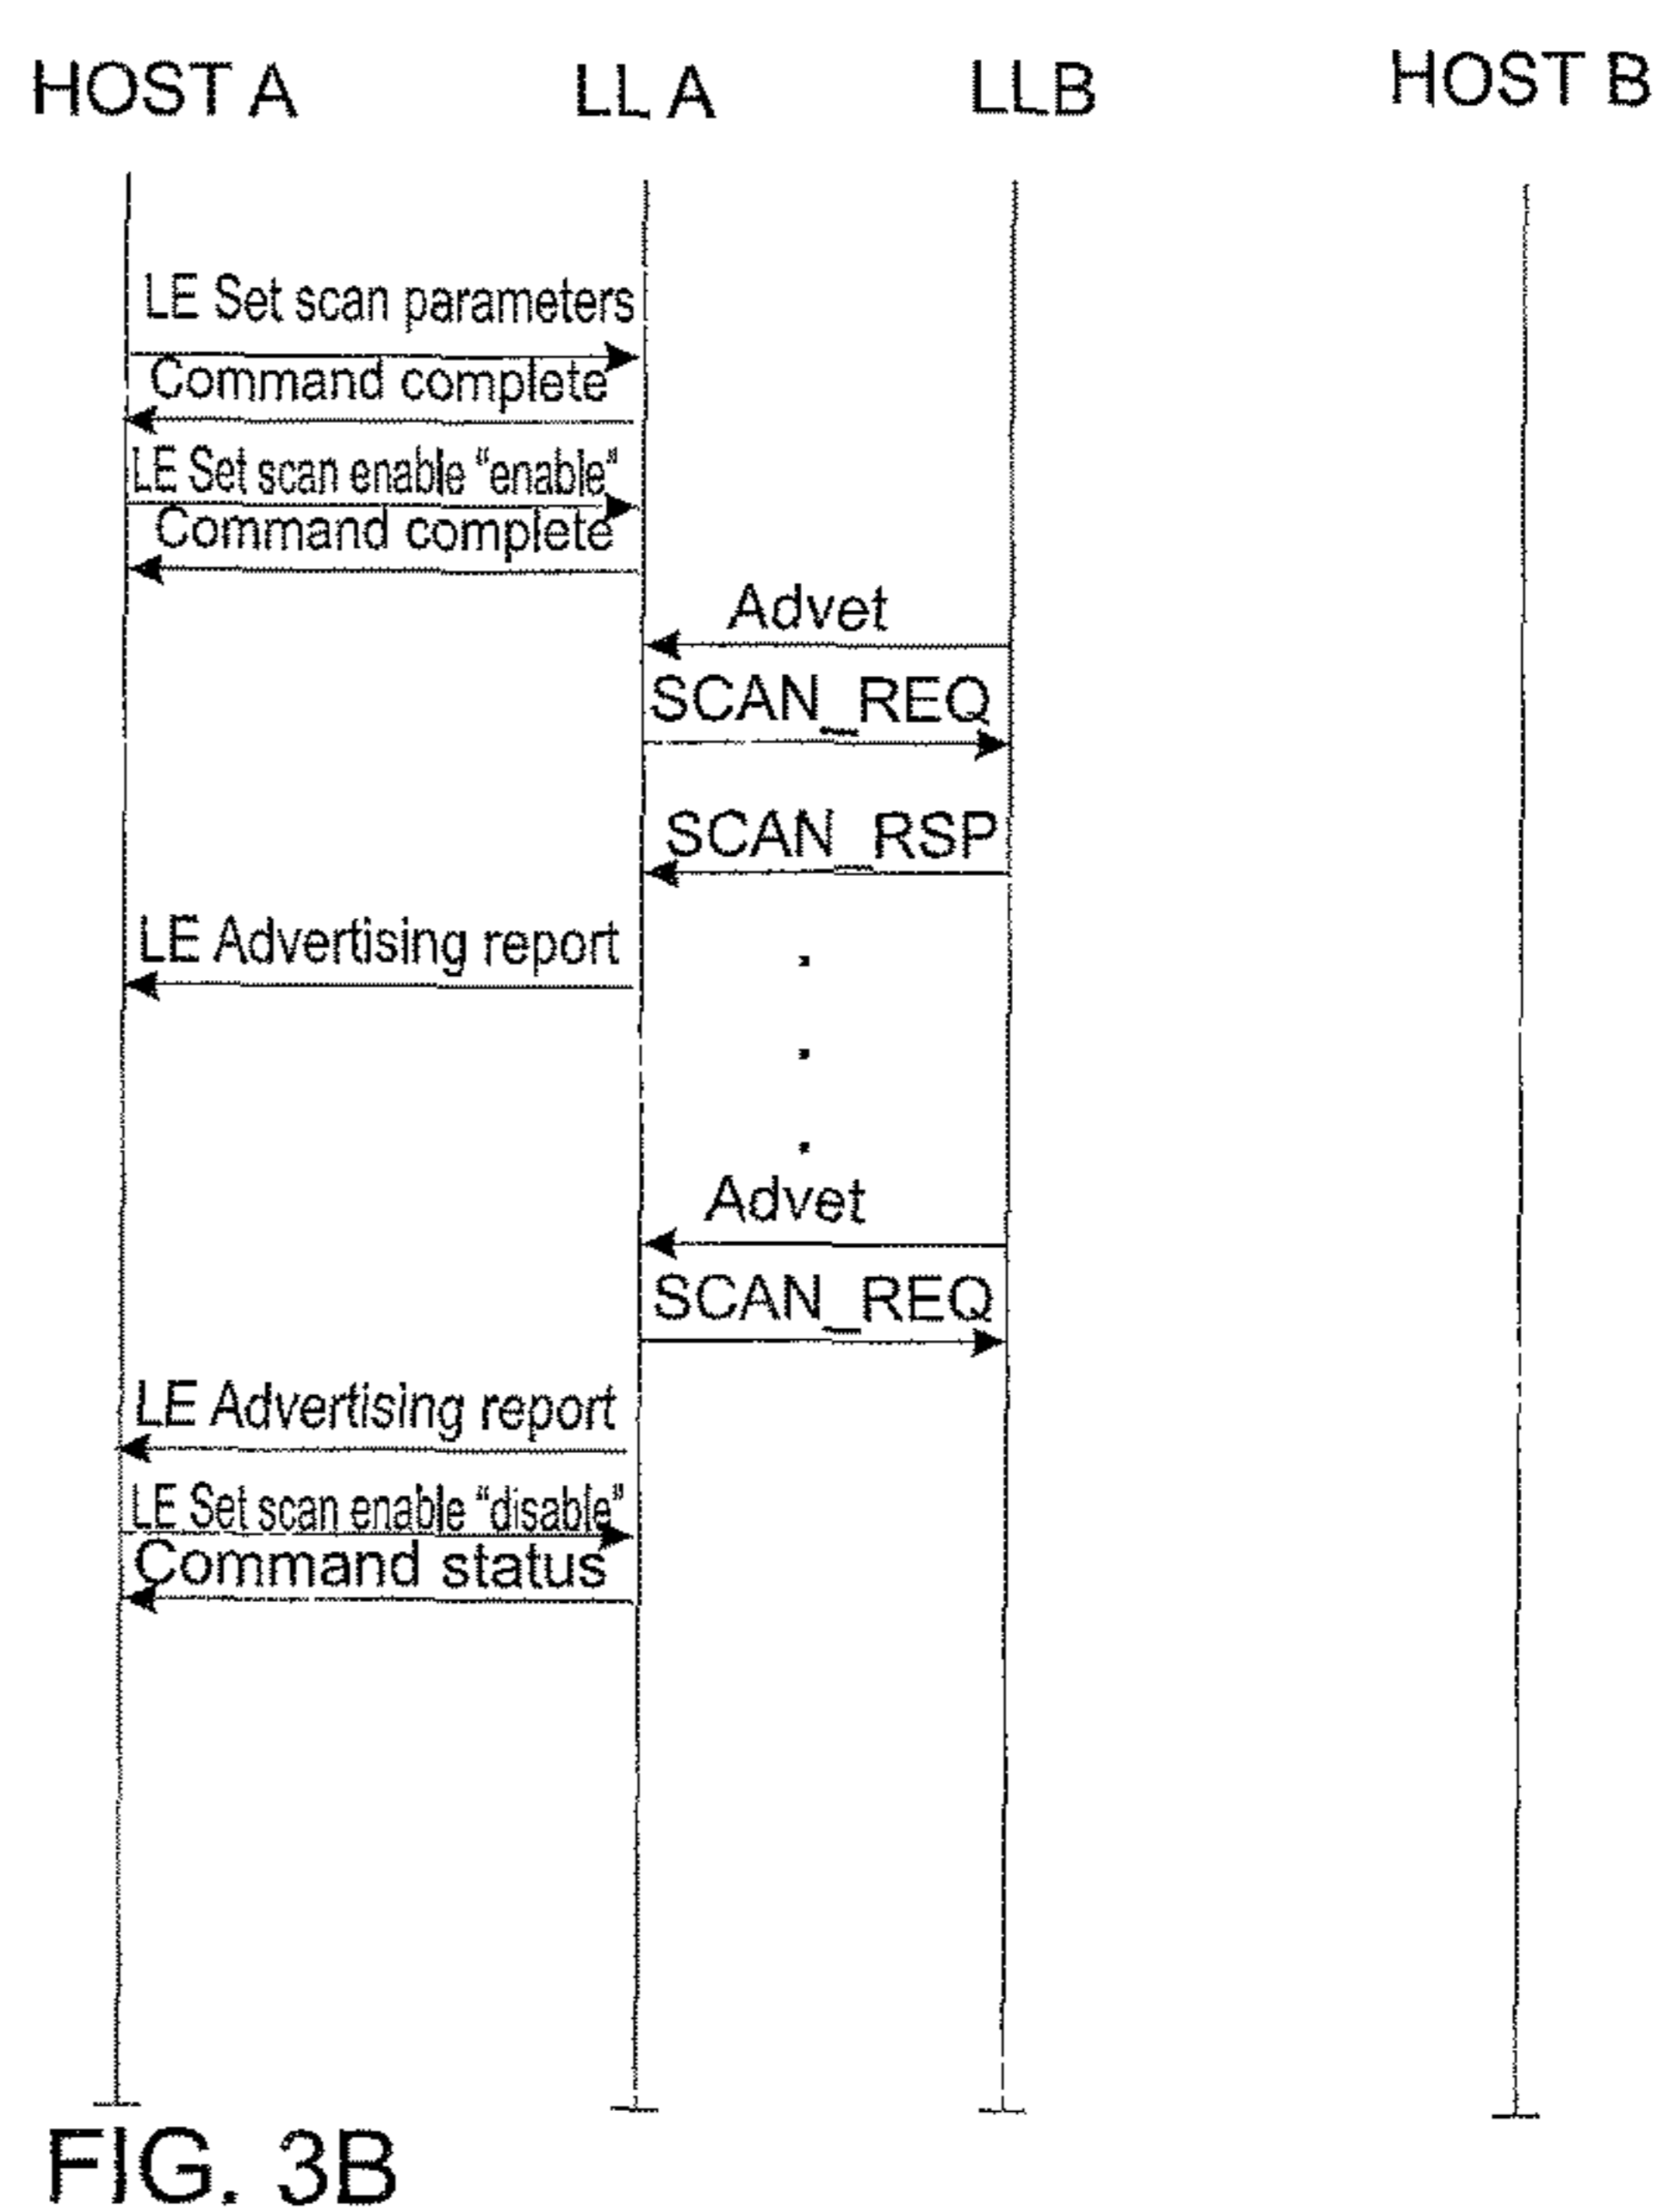 HOST A LL A LLB HOST B
LE Set scan parameters
Command complete
LE Set scan enable “enable”
Command complete
Advet
SCAN_REQ
SCAN_RSP
LE Advertising report
Advet
SCAN_REQ
LE Advertising report
LE Set scan enable “disable”
Command status
FIG. 3B